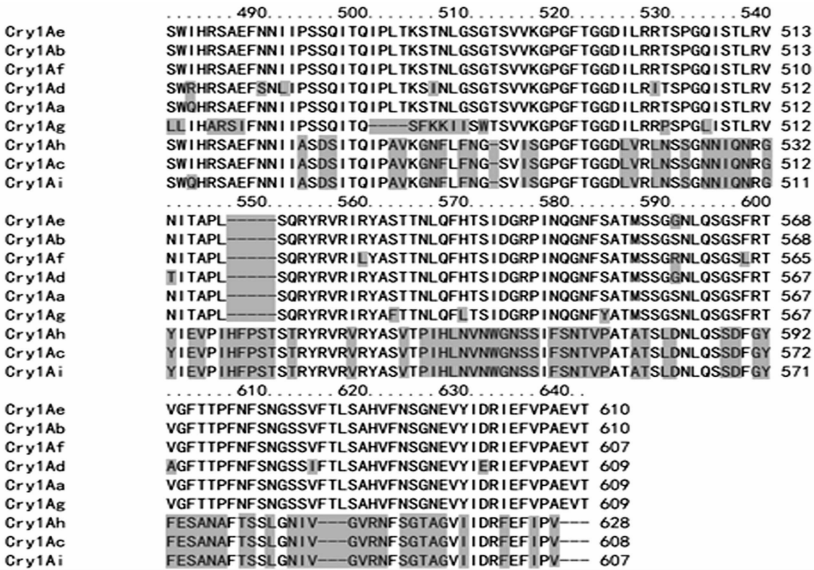 ........490.......500.......510.......520.......530.......540
Cry1Ae SWIHRSAEFNNIIPSSQITQIPLTKSTNLGSGTSVVKGPGFTGGDILRRTSPGQISTLRV 513
Cry1Ab SWIHRSAEFNNIIPSSQITQIPLTKSTNLGSGTSVVKGPGFTGGDILRRTSPGQISTLRV 513
Cry1Af SWIHRSAEFNNIIPSSQITQIPLTKSTNLGSGTSVVKGPGFTGGDILRRTSPGQISTLRV 510
Cry1Ad SWRHRSAEFSNLIPSSQITQIPLTKSINLGSGTSVVKGPGFTGGDILRITSPGQISTLRV 512
Cry1Aa SWQHRSAEFNNIIPSSQITQIPLTKSTNLGSGTSVVKGPGFTGGDILRRTSPGQISTLRV 512
Cry1Ag LLIHARSIFNNIIPSSQITQ----SFKKIISWTSVVKGPGFTGGDILRRPSPGLISTLRV 512
Cry1Ah SWIHRSAEFNNIIASDSITQIPAVKGNFLFNG-SVISGPGFTGGDLVRLNSSGNNIQNRG 532
Cry1Ac SWIHRSAEFNNIIASDSITQIPAVKGNFLFNG-SVISGPGFTGGDLVRLNSSGNNIQNRG 512
Cry1Ai SWQHRSAEFNNIIASDSITQIPAVKGNFLFNG-SVISGPGFTGGDLVRLNSSGNNIQNRG 511
........550.......560.......570.......580.......590.......600
Cry1Ae NITAPL-----SQRYRVRIRYASTTNLQFHTSIDGRPINQGNFSATMSSGGNLQSGSFRT 568
Cry1Ab NITAPL-----SQRYRVRIRYASTTNLQFHTSIDGRPINQGNFSATMSSGSNLQSGSFRT 568
Cry1Af NITAPL-----SQRYRVRILYASTTNLQFHTSIDGRPINQGNFSATMSSGRNLQSGSLRT 565
Cry1Ad TITAPL-----SQRYRVRIRYASTTNLQFHTSIDGRPINQGNFSATMSSGRNLQSGSFRT 567
Cry1Aa NITAPL-----SQRYRVRIRYASTTNLQFHTSIDGRPINQGNFSATMSSGSNLQSGSFRT 567
Cry1Ag NITAPL-----SQRYRVRIRYAFTTNLQFLTSIDGRPINQGNFYATMSSGSNLQSGSFRT 567
Cry1Ah YIEVPIHFPSTSTRYRVRVRYASVTPIHLNVNWGNSSIFSNTVPATATSLDNLQSSDFGY 592
Cry1Ac YIEVPIHFPSTSTRYRVRVRYASVTPIHLNVNWGNSSIFSNTVPATATSLDNLQSSDFGY 572
Cry1Ai YIEVPIHFPSTSTRYRVRVRYASVTPIHLNVNWGNSSIFSNTVPATATSLDNLQSSDFGY 571
........610.......620.......630.......640..
Cry1Ae VGFTTPFNFSNGSSVFTLSAHVFNSGNEVYIDRIEFVPAEVT 610
Cry1Ab VGFTTPFNFSNGSSVFTLSAHVFNSGNEVYIDRIEFVPAEVT 610
Cry1Af VGFTTPFNFSNGSSVFTLSAHVFNSGNEVYIDRIEFVPAEVT 607
Cry1Ad AGFTTPFNFSNGSSIFTLSAHVFNSGNEVYIERIEFVPAEVT 609
Cry1Aa VGFTTPFNFSNGSSVFTLSAHVFNSGNEVYIDRIEFVPAEVT 609
Cry1Ag VGFTTPFNFSNGSSVFTLSAHVFNSGNEVYIDRIEFVPAEVT 609
Cry1Ah FESANAFTSSLGNIV---GVRNFSGTAGVIIDRFEFIPV--- 628
Cry1Ac FESANAFTSSLGNIV---GVRNFSGTAGVIIDRFEFIPV--- 608
Cry1Ai FESANAFTSSLGNIV---GVRNFSGTAGVIIDRFEFIPV--- 607